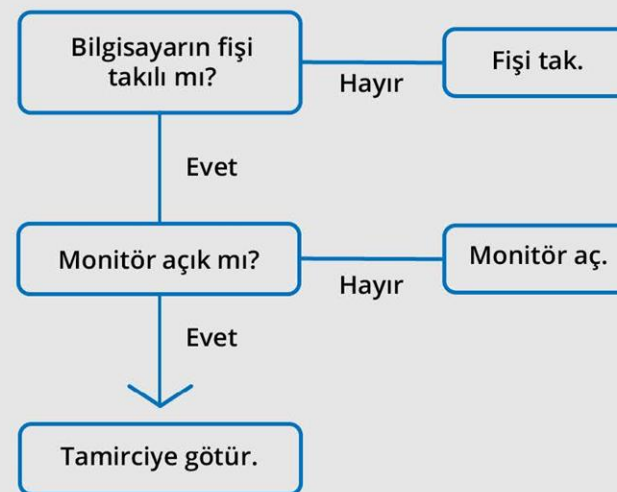 Bilgisayarın fişi
takılı mı?
Hayır
Fişi tak.
Evet
Monitör açık mı?
Hayır
Monitör aç.
Evet
Tamirciye götür.